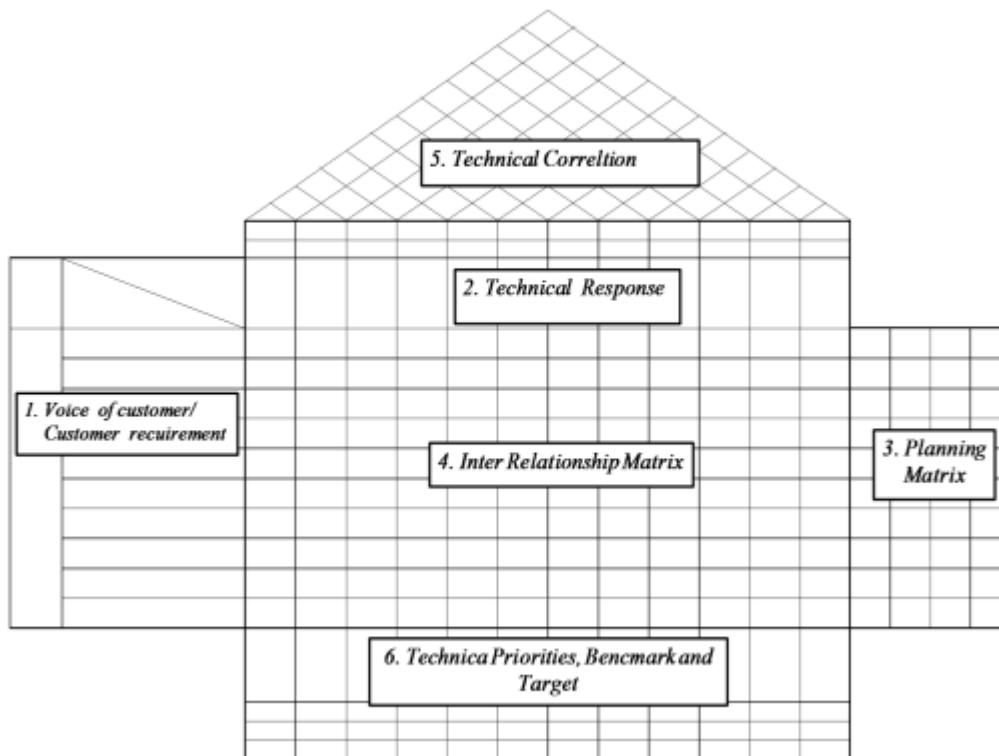 5. Technical Correltion
2. Technical Response
1. Voice of customer/
Customer recuirement
4. Inter Relationship Matrix
3. Planning
Matrix
6. Technica Priorities, Bencmark and
Target